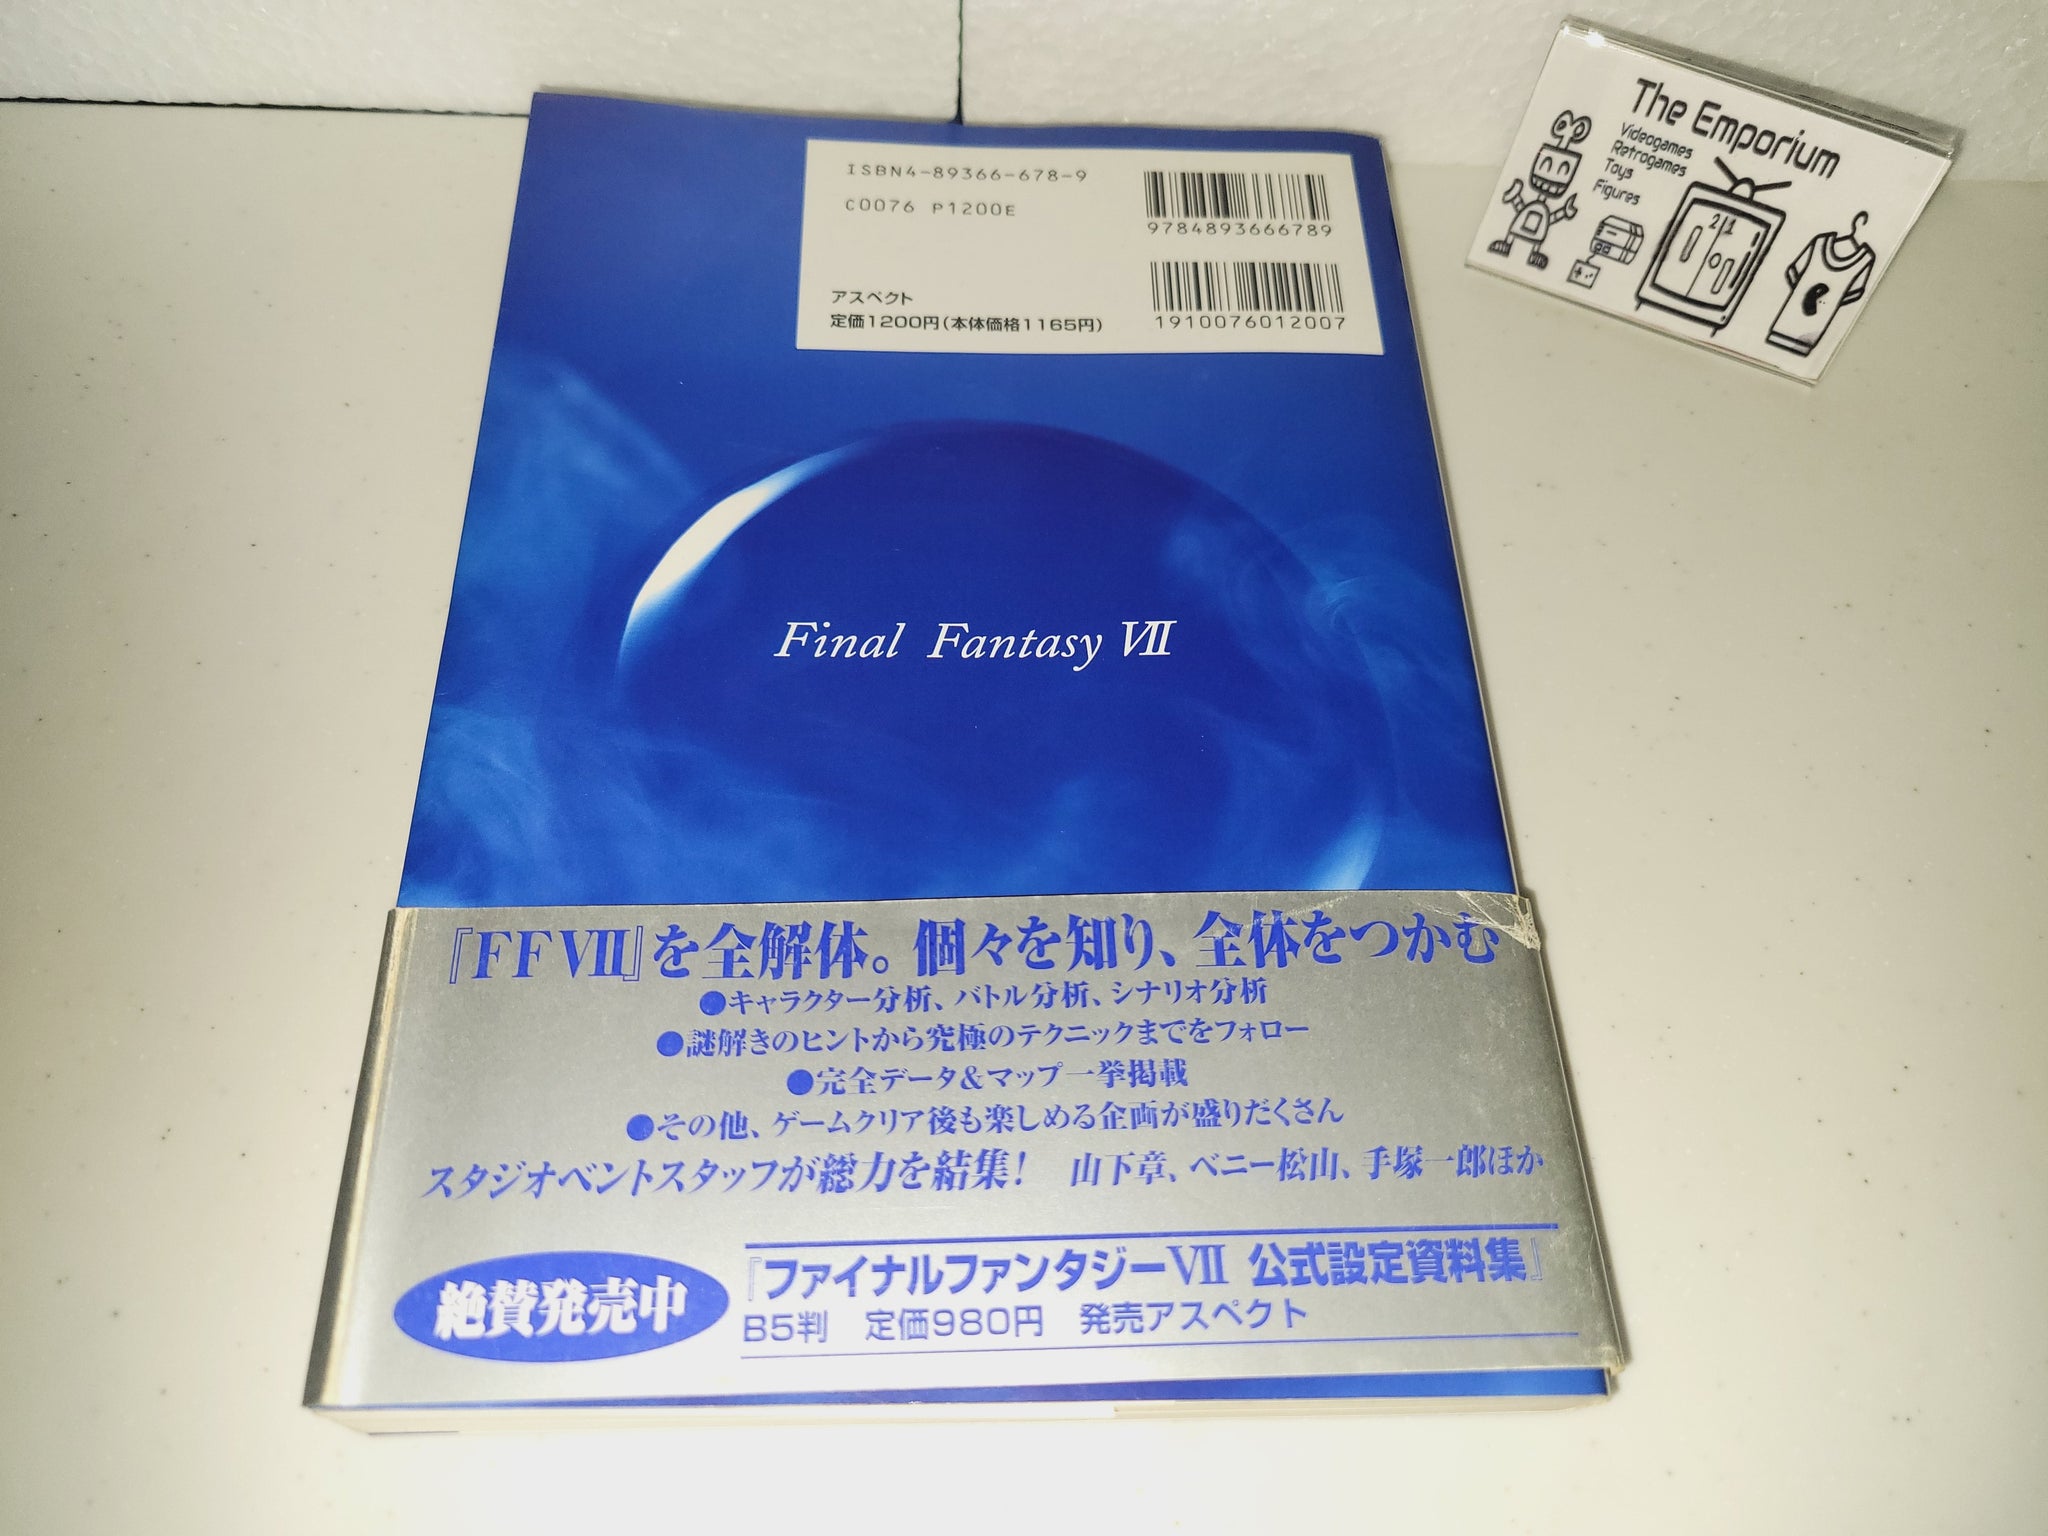 ISBN4-89366-678-9
C0076 P1200E
9784893666789
アスペクト
定価1200円(本体価格1165円)
1910076012007
The Emporium
Videogames
Retrogames
Toys
Figures
21
Final Fantasy VII
『FFVII』を全解体。個々を知り、全体をつかむ
●キャラクター分析、バトル分析、シナリオ分析
●謎解きのヒントから究極のテクニックまでをフォロー
●完全データ&マップ一挙掲載
●その他、ゲームクリア後も楽しめる企画が盛りだくさん
スタジオベントスタッフが総力を結集! 山下章、ベニー松山、手塚一郎ほか
絶賛発売中
『ファイナルファンタジーVII 公式設定資料集』
B5判 定価980円 発売アスペクト